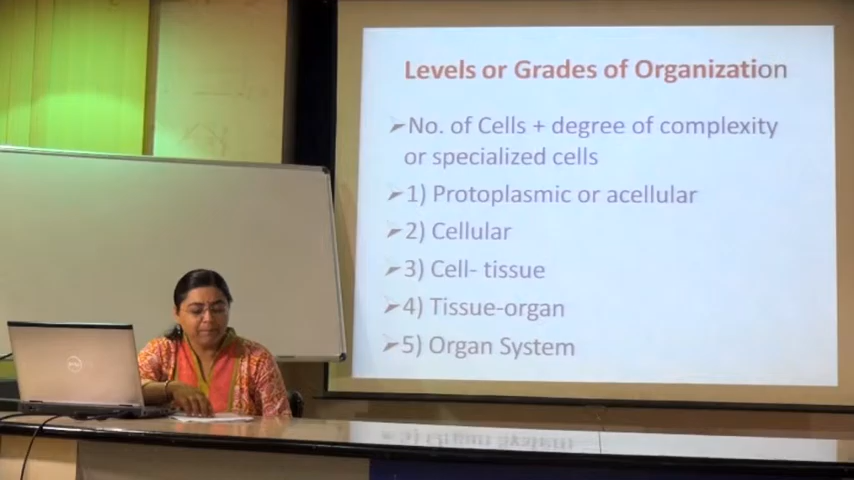 Levels or Grades of Organization
➢No. of Cells + degree of complexity
or specialized cells
➢1) Protoplasmic or acellular
➢2) Cellular
➢3) Cell- tissue
➢4) Tissue-organ
➢5) Organ System
DELL